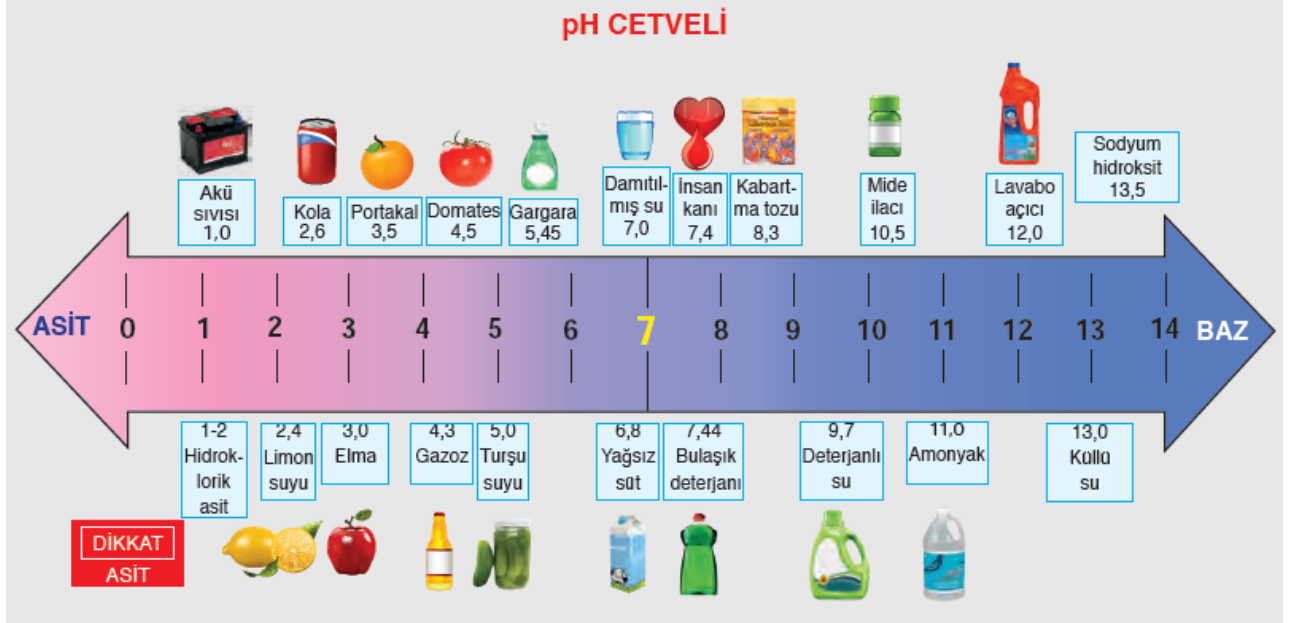 pH CETVELİ
Akü
sıvısı
1,0
Kola
2,6
Portakal
3,5
Domates
4,5
Gargara
5,45
Damıtıl-
mış su
7,0
İnsan
kanı
7,4
Kabart-
ma tozu
8,3
Mide
ilacı
10,5
Lavabo
açıcı
12,0
Sodyum
hidroksit
13,5
ASİT 0 1 2 3 4 5 6 7 8 9 10 11 12 13 14 BAZ
1-2
Hidrok-
lorik
asit
2,4
Limon
suyu
3,0
Elma
4,3
Gazoz
5,0
Turşu
suyu
6,8
Yağsız
süt
7,44
Bulaşık
deterjanı
9,7
Deterjanlı
su
11,0
Amonyak
13,0
Küllü
su
DİKKAT
ASİT